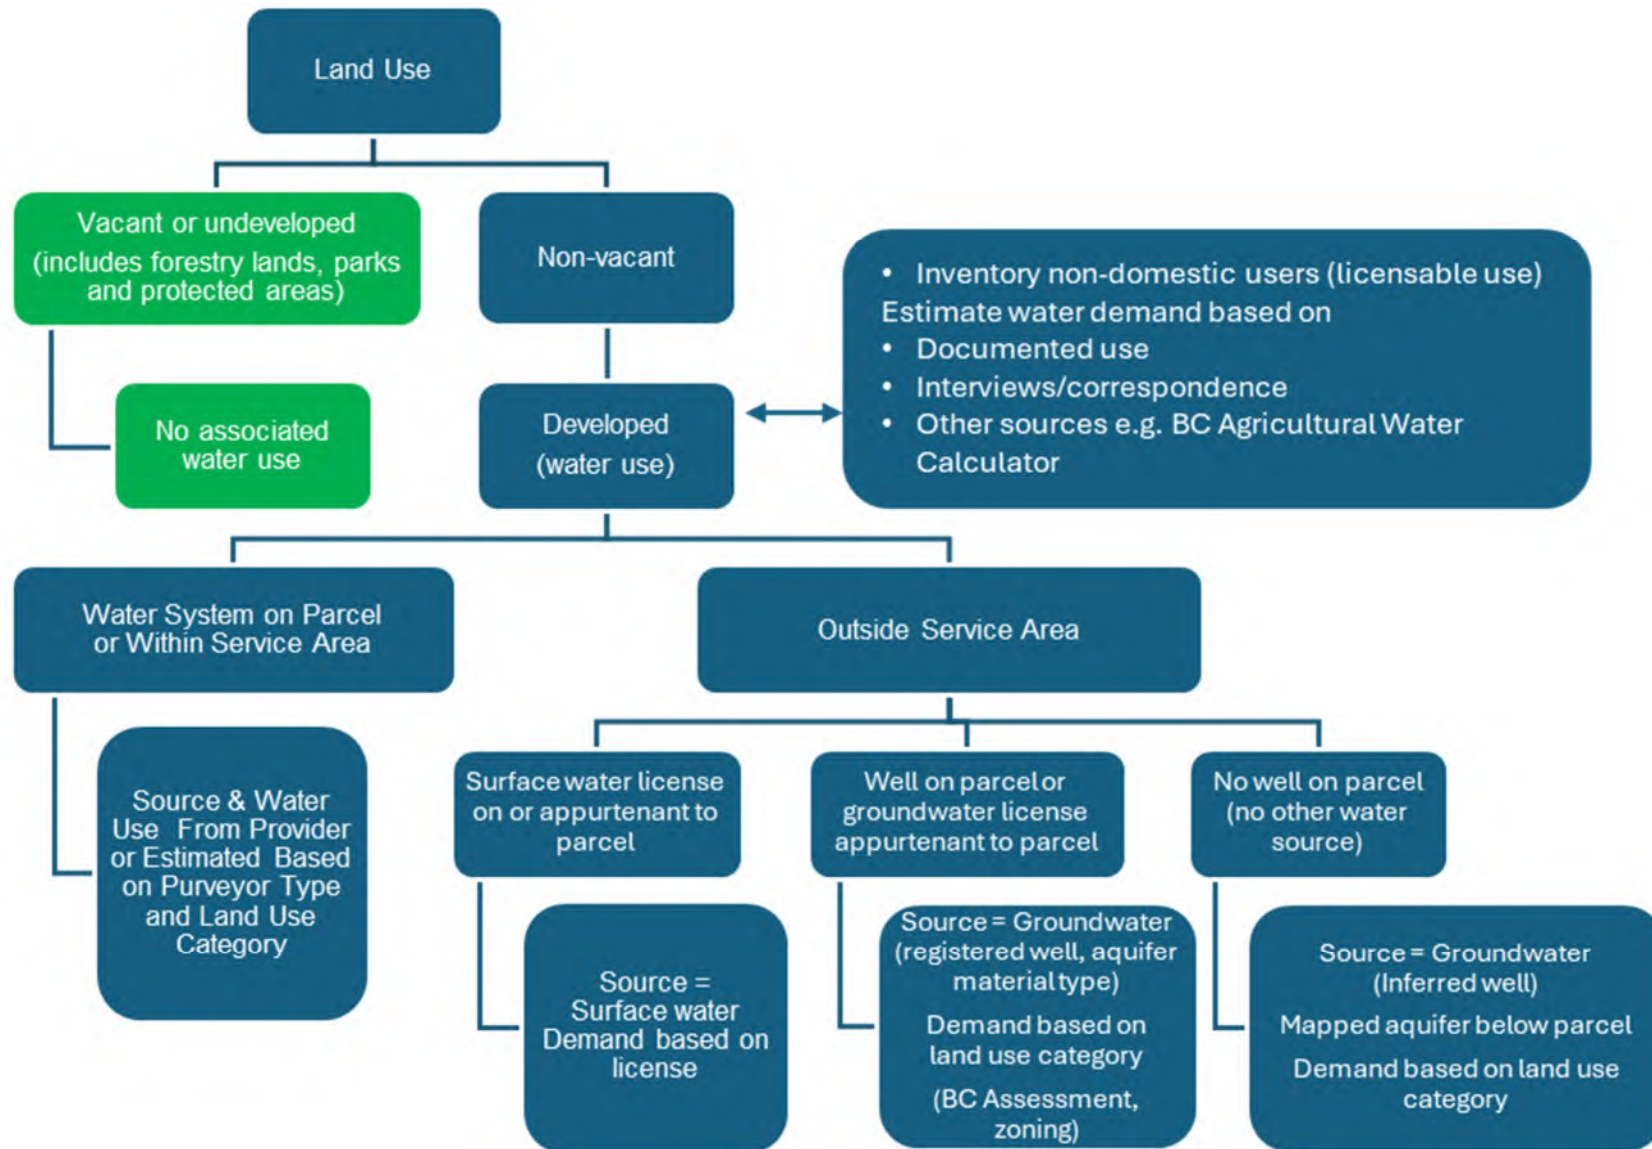 Land Use
Vacant or undeveloped
(includes forestry lands, parks
and protected areas)
Non-vacant
• Inventory non-domestic users (licensable use)
Estimate water demand based on
• Documented use
• Interviews/correspondence
• Other sources e.g. BC Agricultural Water
Calculator
No associated
water use
Developed
(water use)
Water System on Parcel
or Within Service Area
Outside Service Area
Source & Water
Use From Provider
or Estimated Based
on Purveyor Type
and Land Use
Category
Surface water license
on or appurtenant to
parcel
Well on parcel or
groundwater license
appurtenant to parcel
No well on parcel
(no other water
source)
Source =
Surface water
Demand based on
license
Source = Groundwater
(registered well, aquifer
material type)
Demand based on
land use category
(BC Assessment,
zoning)
Source = Groundwater
(Inferred well)
Mapped aquifer below parcel
Demand based on land use
category